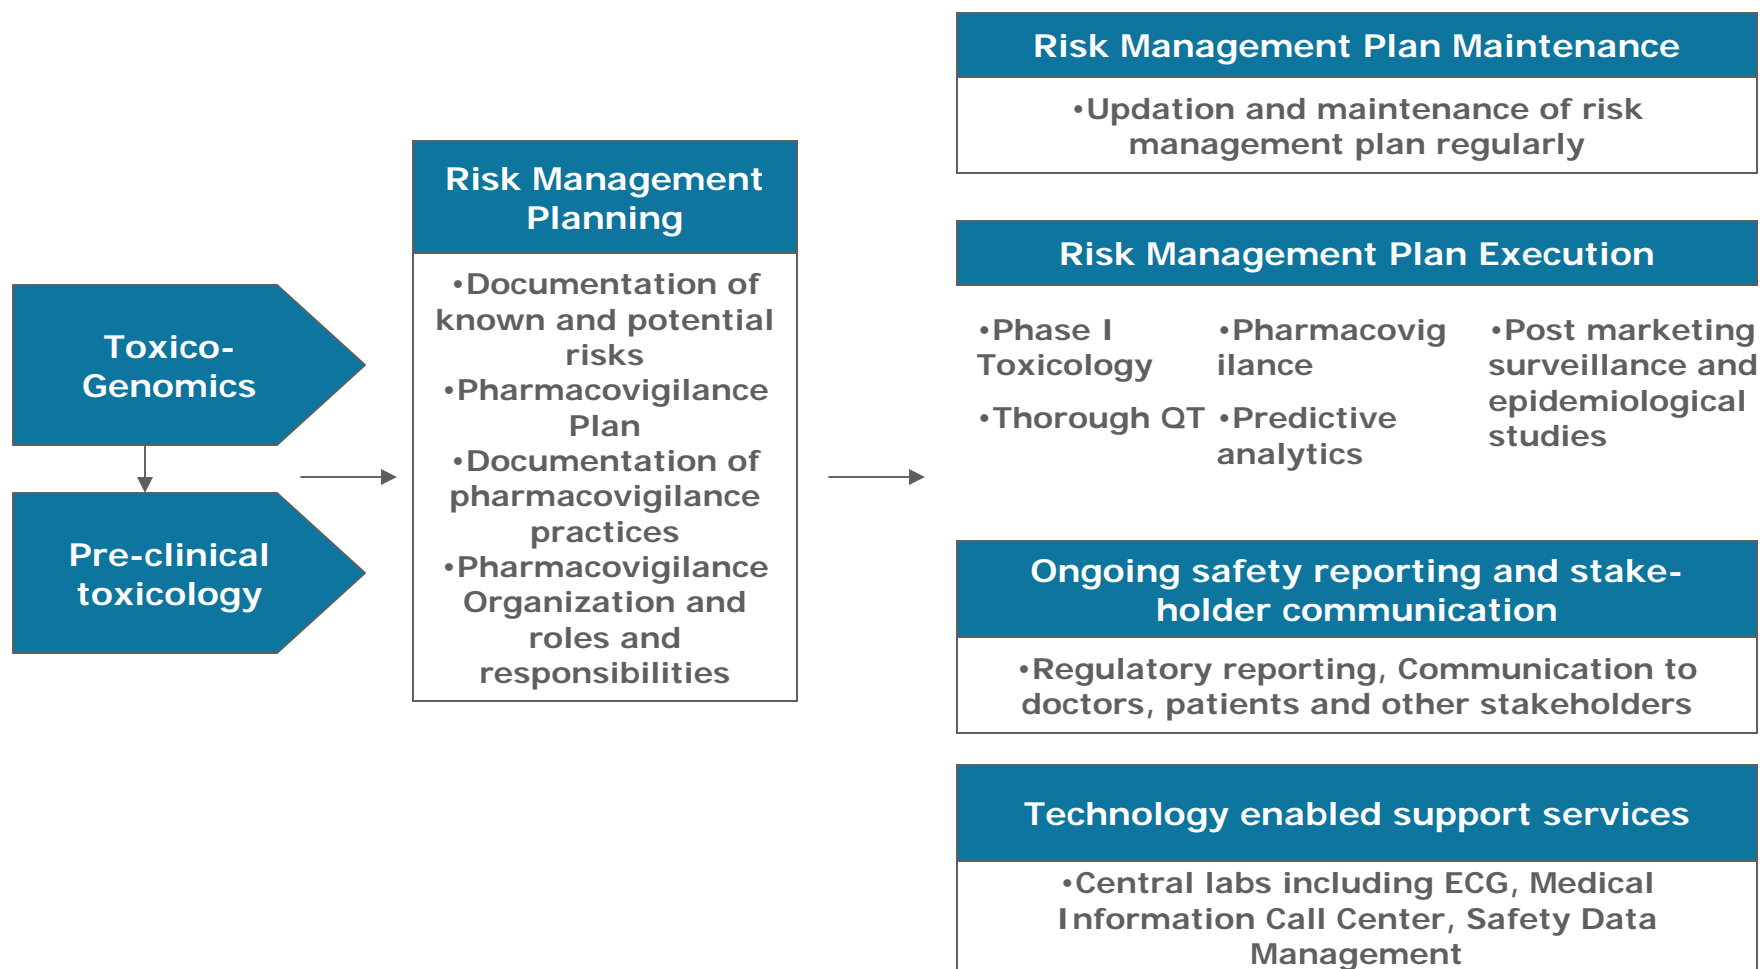 Toxico-
Genomics
Pre-clinical
toxicology
Risk Management
Planning
•Documentation of
known and potential
risks
•Pharmacovigilance
Plan
•Documentation of
pharmacovigilance
practices
•Pharmacovigilance
Organization and
roles and
responsibilities
Risk Management Plan Maintenance
•Updation and maintenance of risk
management plan regularly
Risk Management Plan Execution
•Phase I
Toxicology
•Thorough QT
•Pharmacovig
ilance
•Predictive
analytics
•Post marketing
surveillance and
epidemiological
studies
Ongoing safety reporting and stake-
holder communication
•Regulatory reporting, Communication to
doctors, patients and other stakeholders
Technology enabled support services
•Central labs including ECG, Medical
Information Call Center, Safety Data
Management